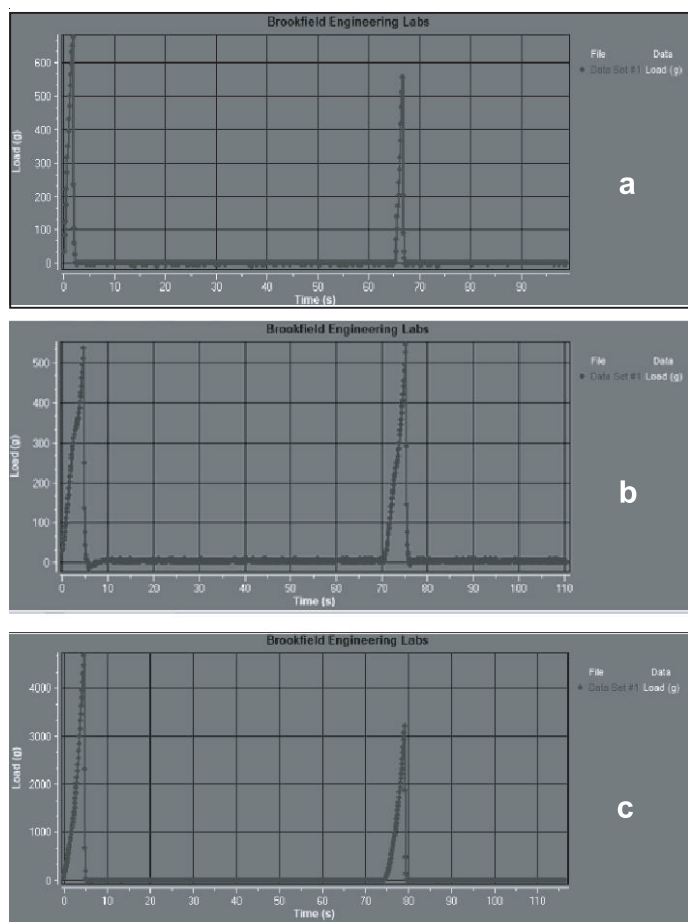 Brookfield Engineering Labs
File Data
Data Set #1 Load (g)
Load (g)
600
500
400
300
200
100
0
a
0 10 20 30 40 50 60 70 80 90
Time (s)
Brookfield Engineering Labs
File Data
Data Set #1 Load (g)
Load (g)
500
400
300
200
100
0
b
0 10 20 30 40 50 60 70 80 90 100 110
Time (s)
Brookfield Engineering Labs
File Data
Data Set #1 Load (g)
Load (g)
4000
3000
2000
1000
0
c
0 10 20 30 40 50 60 70 80 90 100 110
Time (s)